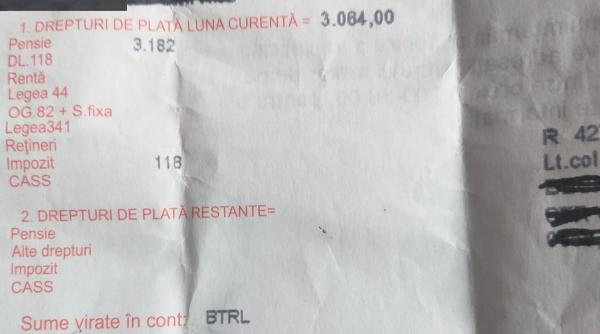 1. DREPTURI DE PLATĂ LUNA CURENTĂ = 3.064,00
Pensie 3.182
DL.118
Rentă
Legea 44
OG.82 + S.fixa
Legea341
Rețineri
Impozit 118
CASS
2. DREPTURI DE PLATĂ RESTANTE=
Pensie
Alte drepturi
Impozit
CASS
Sume virate în cont: BTRL
R 42
Lt.col